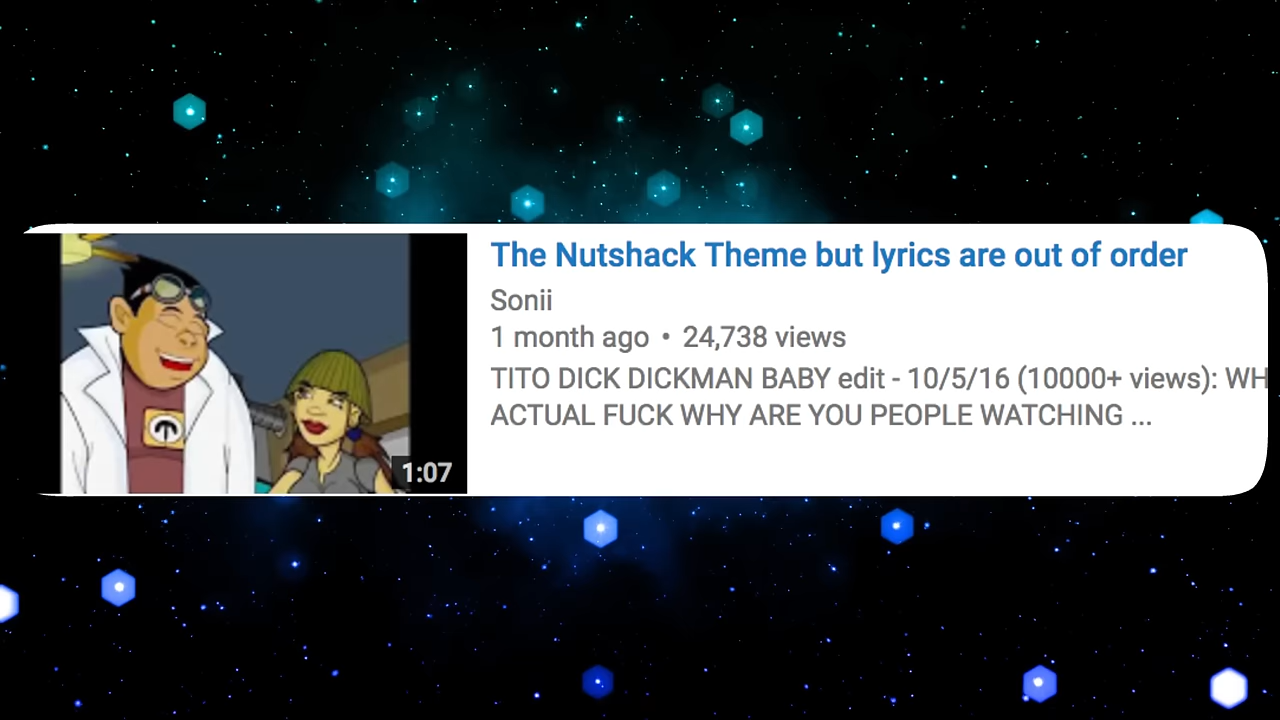 The Nutshack Theme but lyrics are out of order
Sonii
1 month ago • 24,738 views
TITO DICK DICKMAN BABY edit - 10/5/16 (10000+ views): WH
ACTUAL FUCK WHY ARE YOU PEOPLE WATCHING ...
1:07